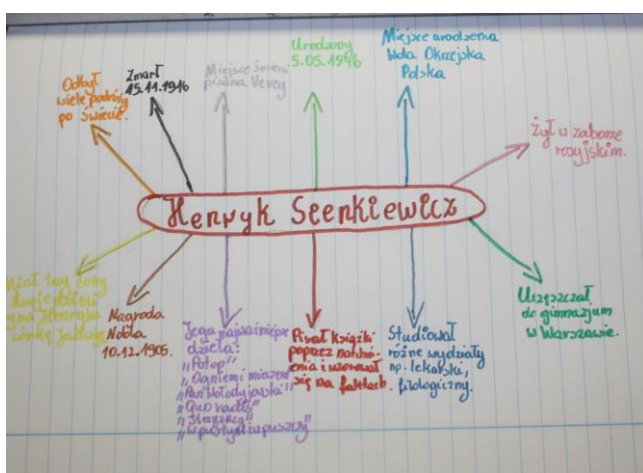 Odbył
wiele podróży
po świecie.
Zmarł
15.11.1916
Miejsce śmierci
Vevey
Urodzony
5.05.1846
Miejsce urodzenia
Wola Okrzejska
Polska
Żył w zaborze
rosyjskim.
Henryk Sienkiewicz
Miał trzy żony
dwoje dzieci
syna Henryka
córkę Jadwigę
Nagroda
Nobla
10.12.1905.
Jego najważniejsze
dzieła:
"Potop"
"Ogniem i mieczem"
"Pan Wołodyjowski"
"Quo vadis"
"Krzyżacy"
"W pustyni i w puszczy"
Pisał książki
poprzez
i wzorował
się na faktach.
Studiował
różne wydziały
np. lekarski,
filologiczny.
Uczęszczał
do gimnazjum
w Warszawie.